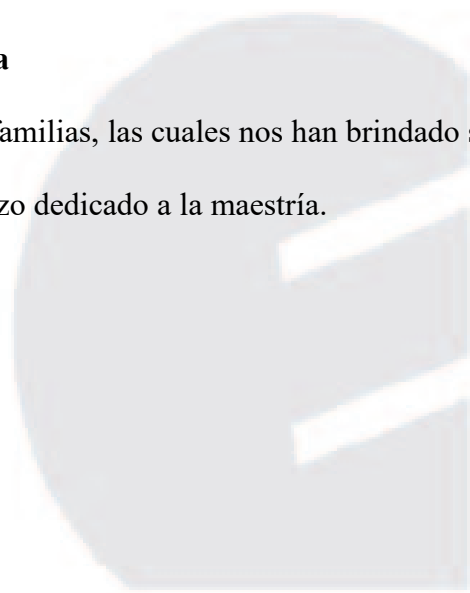 a
familias, las cuales nos han brindado s
zo dedicado a la maestría.